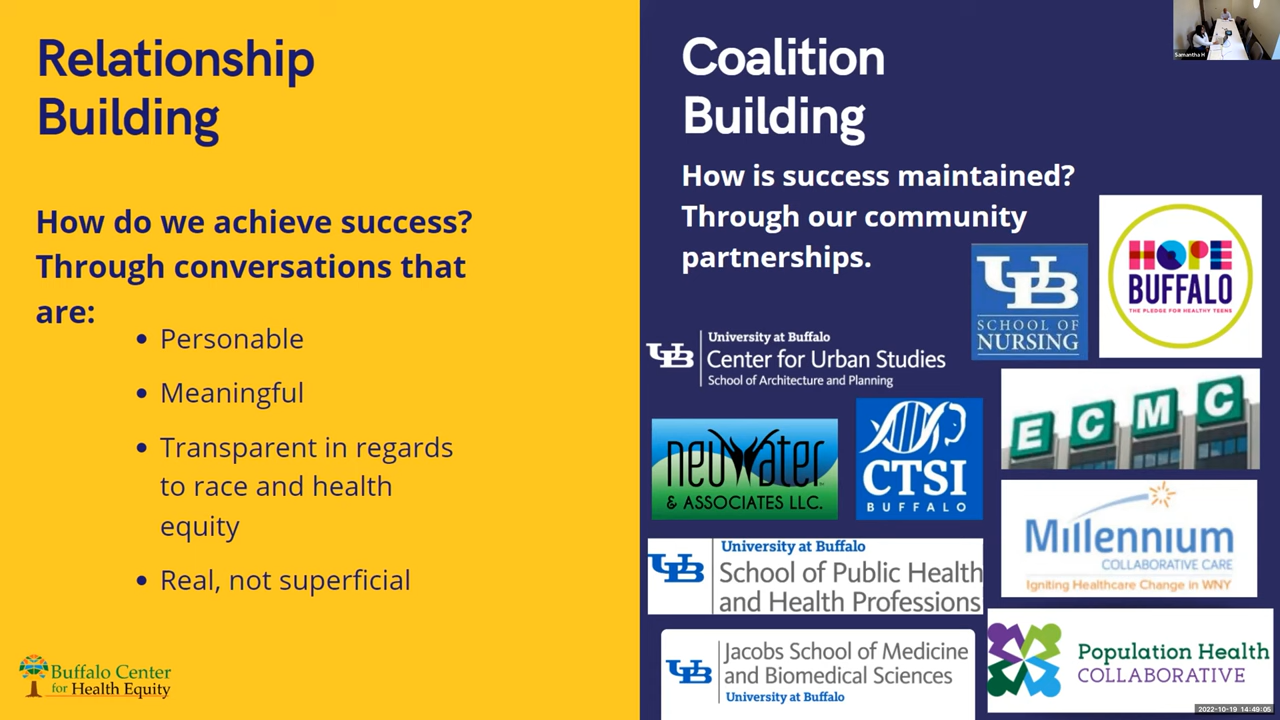 Relationship
Building
How do we achieve success?
Through conversations that
are:
• Personable
• Meaningful
• Transparent in regards
to race and health
equity
• Real, not superficial
Buffalo Center
for Health Equity
Coalition
Building
How is success maintained?
Through our community
partnerships.
UB
SCHOOL OF
NURSING
HOPE
BUFFALO
THE PLEDGE FOR HEALTHY TEENS
UB
University at Buffalo
Center for Urban Studies
School of Architecture and Planning
neuWater
& ASSOCIATES LLC.
CTSI
BUFFALO
ECMC
Millennium
COLLABORATIVE CARE
Igniting Healthcare Change in WNY
UB
University at Buffalo
School of Public Health
and Health Professions
UB
Jacobs School of Medicine
and Biomedical Sciences
University at Buffalo
Population Health
COLLABORATIVE
Samantha H
2022-10-19 14:49:05